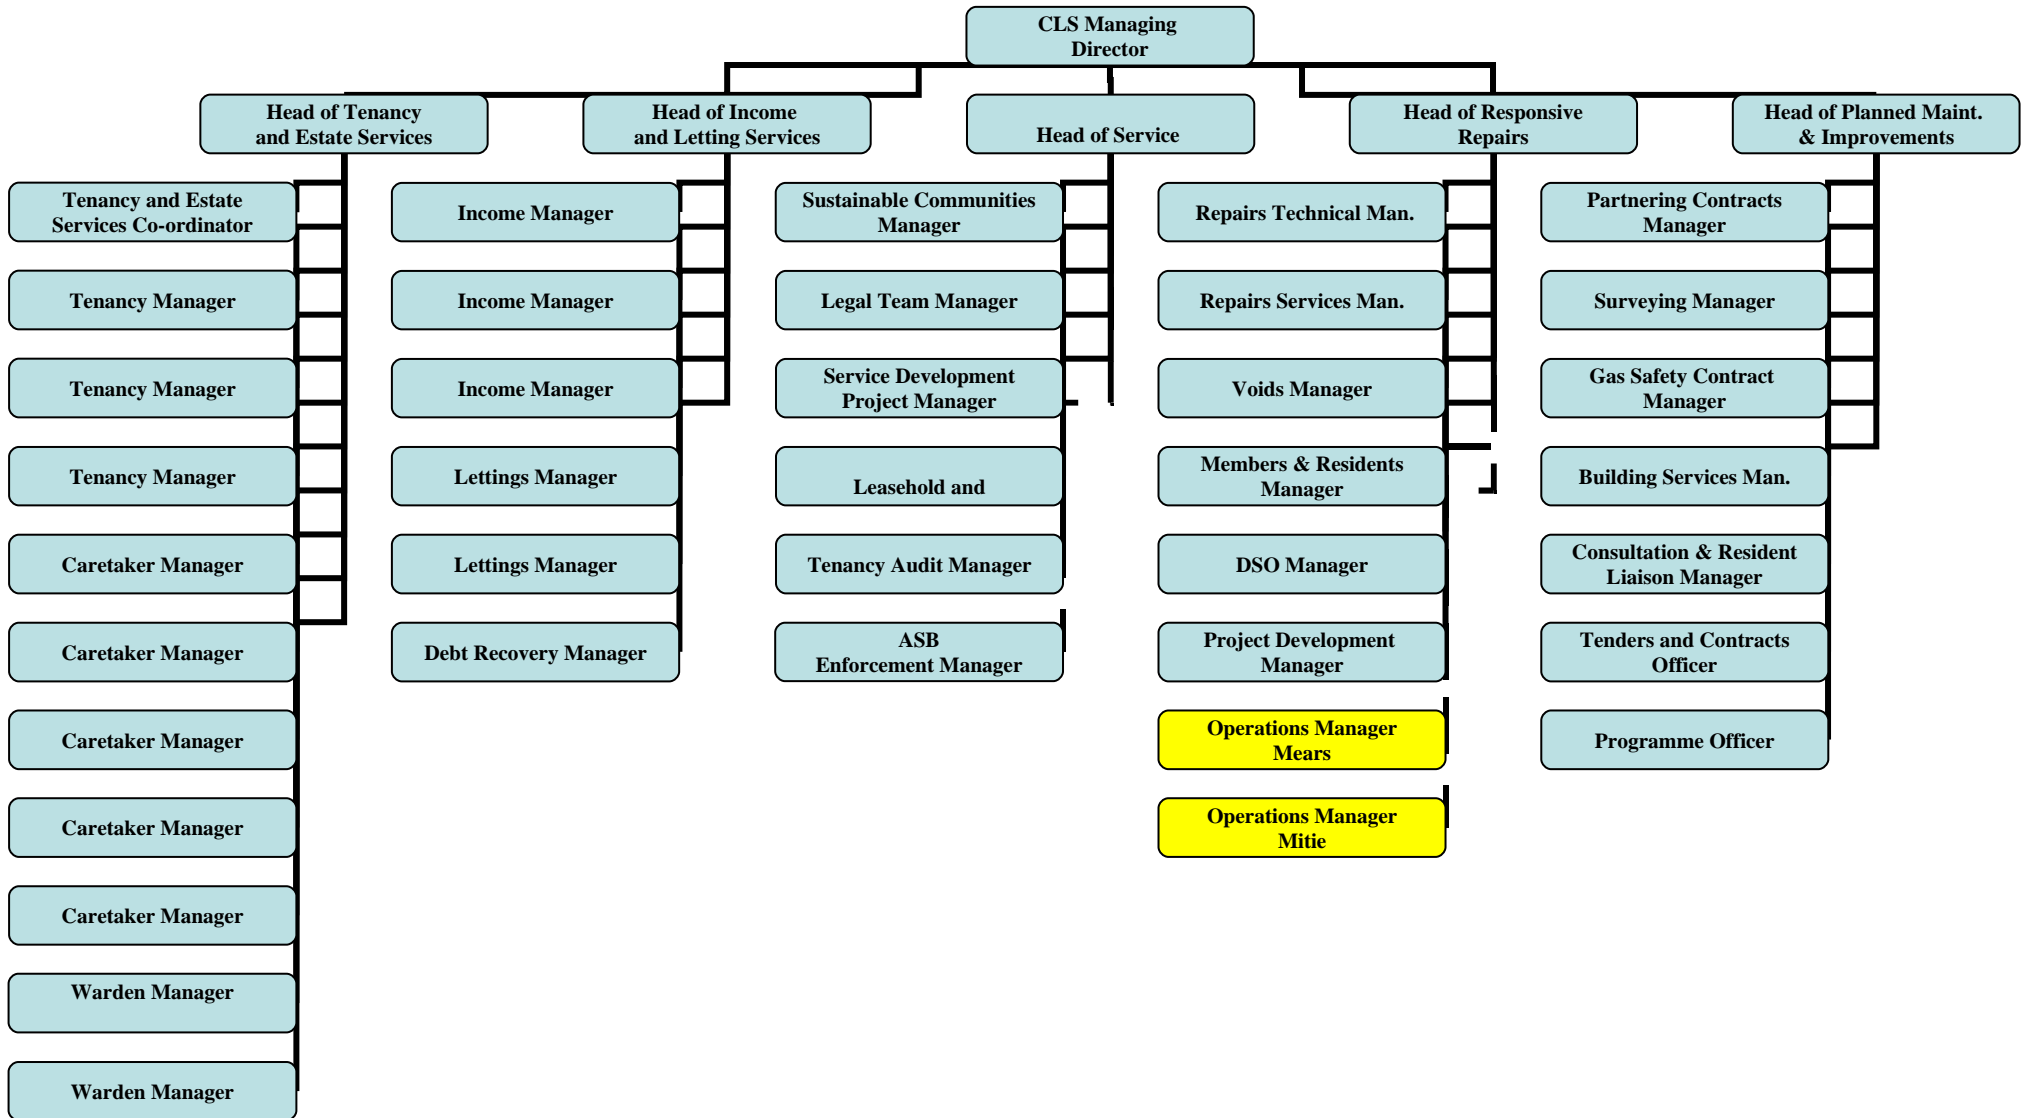 CLS Managing
Director
Head of Tenancy
and Estate Services
Head of Income
and Letting Services
Head of Service
Head of Responsive
Repairs
Head of Planned Maint.
& Improvements
Tenancy and Estate
Services Co-ordinator
Tenancy Manager
Tenancy Manager
Tenancy Manager
Caretaker Manager
Caretaker Manager
Caretaker Manager
Caretaker Manager
Caretaker Manager
Warden Manager
Warden Manager
Income Manager
Income Manager
Income Manager
Lettings Manager
Lettings Manager
Debt Recovery Manager
Sustainable Communities
Manager
Legal Team Manager
Service Development
Project Manager
Leasehold and
Tenancy Audit Manager
ASB
Enforcement Manager
Repairs Technical Man.
Repairs Services Man.
Voids Manager
Members & Residents
Manager
DSO Manager
Project Development
Manager
Operations Manager
Mears
Operations Manager
Mitie
Partnering Contracts
Manager
Surveying Manager
Gas Safety Contract
Manager
Building Services Man.
Consultation & Resident
Liaison Manager
Tenders and Contracts
Officer
Programme Officer